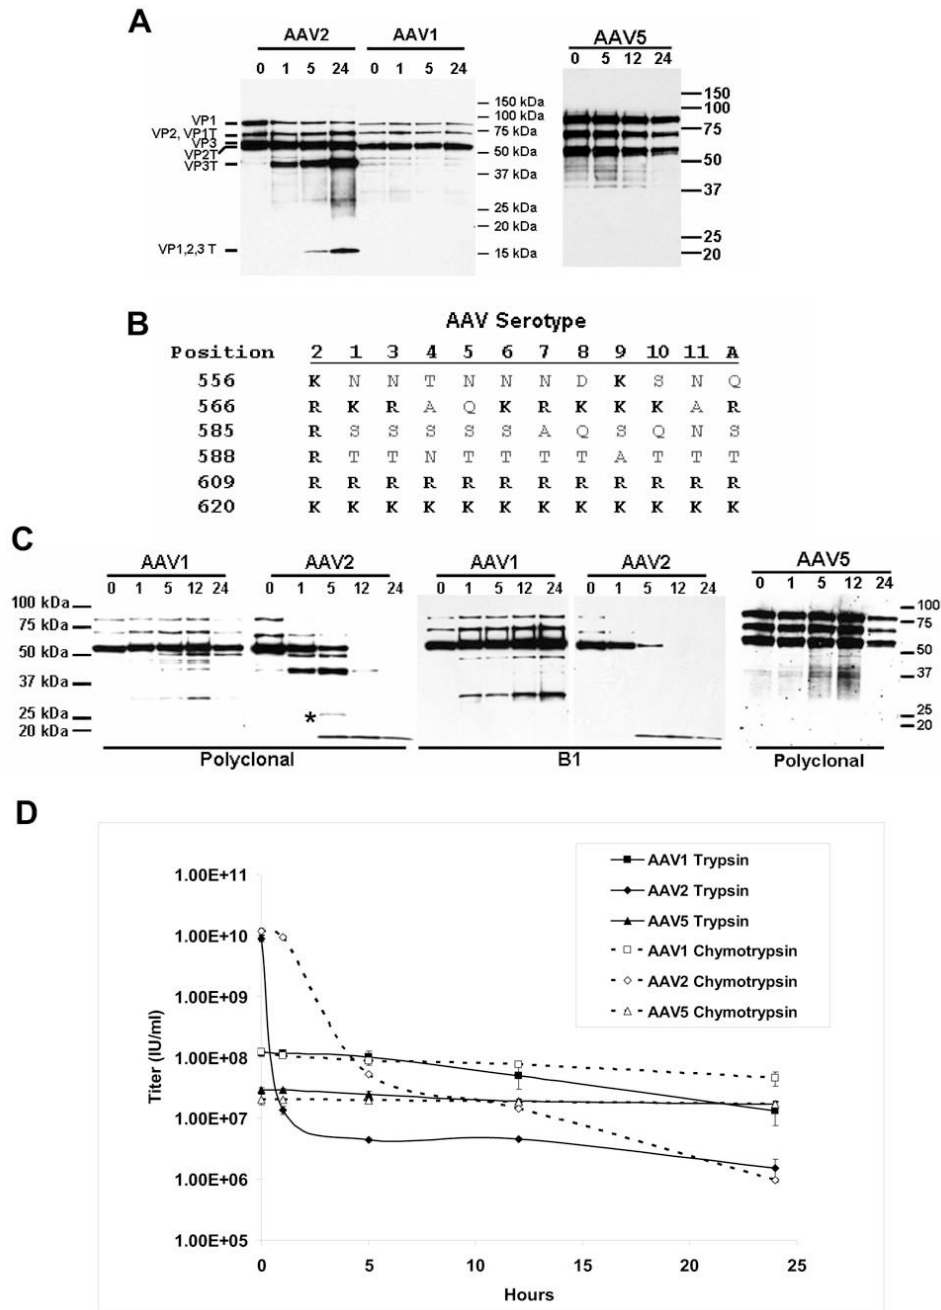 A
AAV2 AAV1 AAV5
0 1 5 24 0 1 5 24 0 5 12 24
VP1
VP2, VP1T
VP3
VP2T
VP3T
VP1,2,3 T
150 kDa
100 kDa
75 kDa
50 kDa
37 kDa
25 kDa
20 kDa
15 kDa
150
100
75
50
37
25
20
B
AAV Serotype
Position 2 1 3 4 5 6 7 8 9 10 11 A
556 K N N T N N N D K S N Q
566 R K R A Q K R K K K A R
585 R S S S S S A Q S Q N S
588 R T T N T T T T A T T T
609 R R R R R R R R R R R R
620 K K K K K K K K K K K K
C
AAV1 AAV2 AAV1 AAV2 AAV5
0 1 5 12 24 0 1 5 12 24 0 1 5 12 24 0 1 5 12 24 0 1 5 12 24
100 kDa
75 kDa
50 kDa
37 kDa
25 kDa
20 kDa
*
100
75
50
37
25
20
Polyclonal B1 Polyclonal
D
AAV1 Trypsin
AAV2 Trypsin
AAV5 Trypsin
AAV1 Chymotrypsin
AAV2 Chymotrypsin
AAV5 Chymotrypsin
Titer (IU/ml)
1.00E+11
1.00E+10
1.00E+09
1.00E+08
1.00E+07
1.00E+06
1.00E+05
0 5 10 15 20 25
Hours